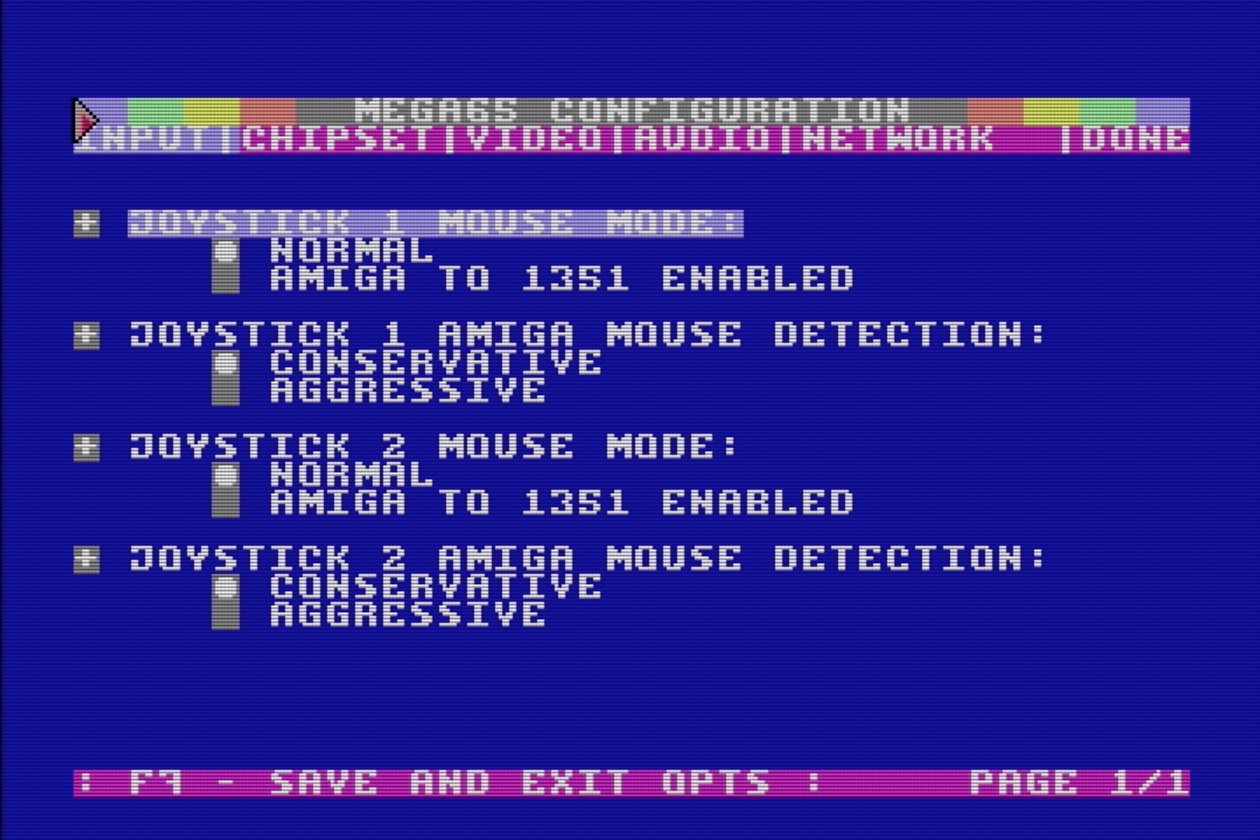 MEGA65 CONFIGURATION
INPUT|CHIPSET|VIDEO|AUDIO|NETWORK |DONE
+ JOYSTICK 1 MOUSE MODE:
NORMAL
AMIGA TO 1351 ENABLED
+ JOYSTICK 1 AMIGA MOUSE DETECTION:
CONSERVATIVE
AGGRESSIVE
+ JOYSTICK 2 MOUSE MODE:
NORMAL
AMIGA TO 1351 ENABLED
+ JOYSTICK 2 AMIGA MOUSE DETECTION:
CONSERVATIVE
AGGRESSIVE
: F9 - SAVE AND EXIT OPTS : PAGE 1/1